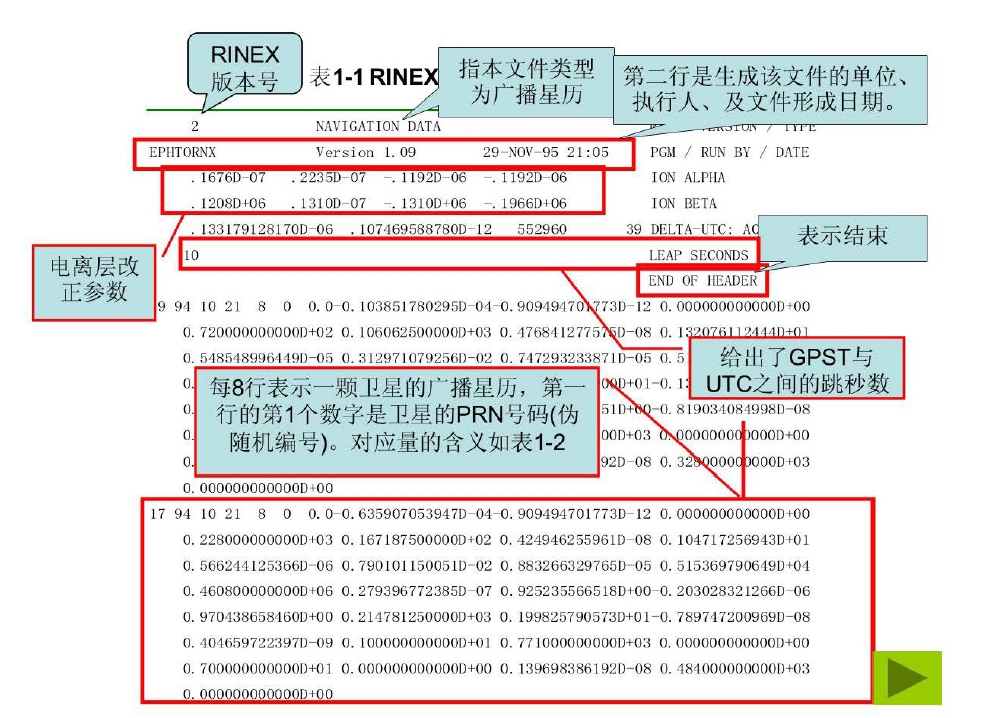 RINEX
版本号
表1-1 RINEX
指本文件类型
为广播星历
第二行是生成该文件的单位、
执行人、及文件形成日期。
2 NAVIGATION DATA / TYPE
EPHTORNX Version 1.09 29-NOV-95 21:05 PGM / RUN BY / DATE
.1676D-07 .2235D-07 -.1192D-06 -.1192D-06 ION ALPHA
.1208D+06 .1310D-07 -.1310D+06 -.1966D+06 ION BETA
.133179128170D-06 .107469588780D-12 552960 39 DELTA-UTC:
表示结束
10 LEAP SECONDS
END OF HEADER
电离层改
正参数
9 94 10 21 8 0 0.0-0.103851780295D-04-0.909494701773D-12 0.000000000000D+00
0.720000000000D+02 0.106062500000D+03 0.476841277575D-08 0.132076112444D+01
0.548548996449D-05 0.312971079256D-02 0.747293233871D-05
给出了GPST与
UTC之间的跳秒数
每8行表示一颗卫星的广播星历，第一
行的第1个数字是卫星的PRN号码(伪
随机编号)。对应量的含义如表1-2
51D+00-0.819034084998D-08
00D+03 0.000000000000D+00
92D-08 0.328000000000D+03
0.000000000000D+00
17 94 10 21 8 0 0.0-0.635907053947D-04-0.909494701773D-12 0.000000000000D+00
0.228000000000D+03 0.167187500000D+02 0.424946255961D-08 0.104717256943D+01
0.566244125366D-06 0.790101150051D-02 0.883266329765D-05 0.515369790649D+04
0.460800000000D+06 0.279396772385D-07 0.925235566518D+00-0.203028321266D-06
0.970438658460D+00 0.214781250000D+03 0.199825790573D+01-0.789747200969D-08
0.404659722397D-09 0.100000000000D+01 0.771000000000D+03 0.000000000000D+00
0.700000000000D+01 0.000000000000D+00 0.139698386192D-08 0.484000000000D+03
0.000000000000D+00